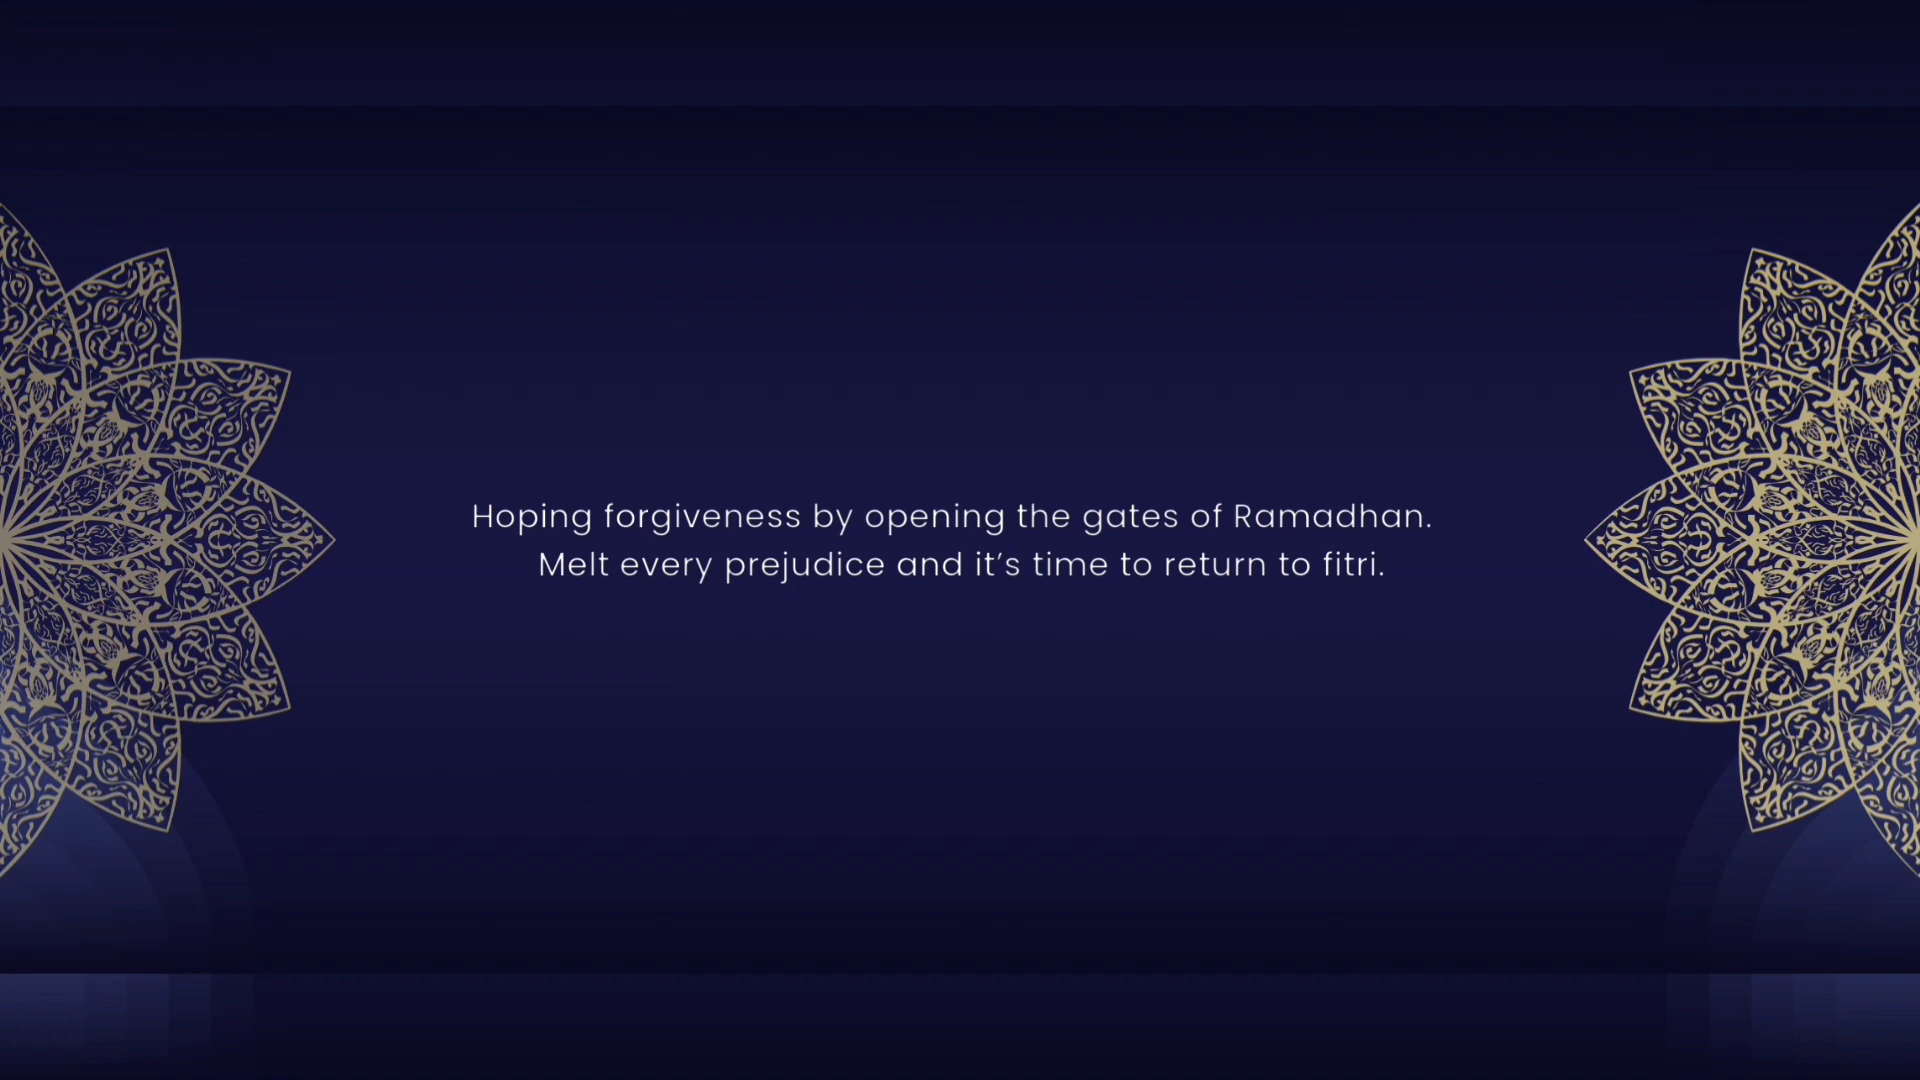 Hoping forgiveness by opening the gates of Ramadhan.
Melt every prejudice and it’s time to return to fitri.